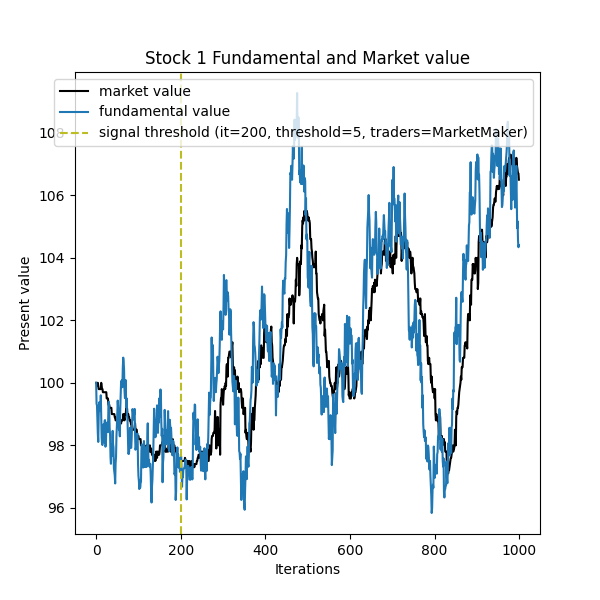 Stock 1 Fundamental and Market value
market value
fundamental value
signal threshold (it=200, threshold=5, traders=MarketMaker)
108
106
104
102
100
98
96
Present value
0 200 400 600 800 1000
Iterations